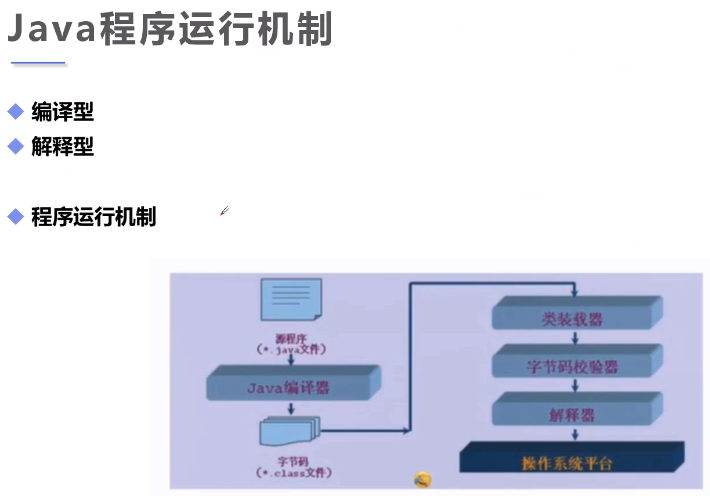 Java程序运行机制
编译型
解释型
程序运行机制
源程序
(*.java文件)
Java编译器
字节码
(*.class文件)
类装载器
字节码校验器
解释器
操作系统平台